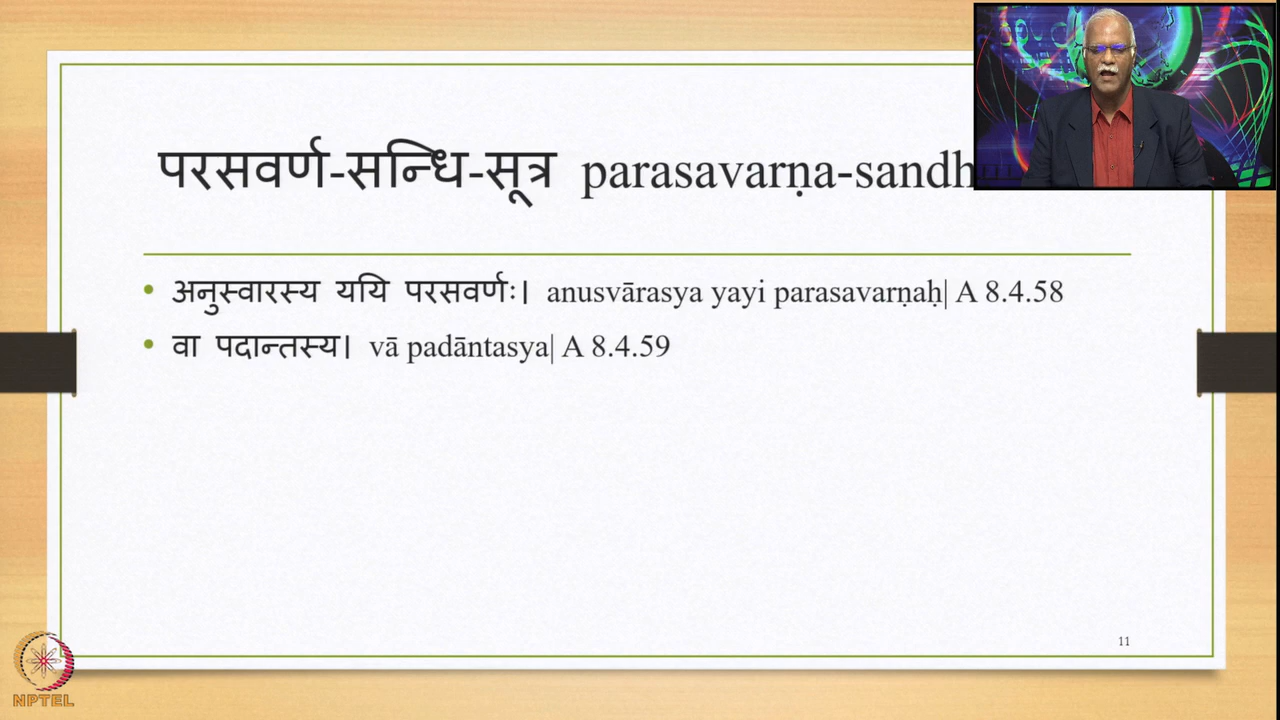 परसवर्ण-सन्धि-सूत्र parasavarṇa-sandh
• अनुस्वारस्य ययि परसवर्णः। anusvārasya yayi parasavarṇaḥ| A 8.4.58
• वा पदान्तस्य। vā padāntasya| A 8.4.59
11
NPTEL